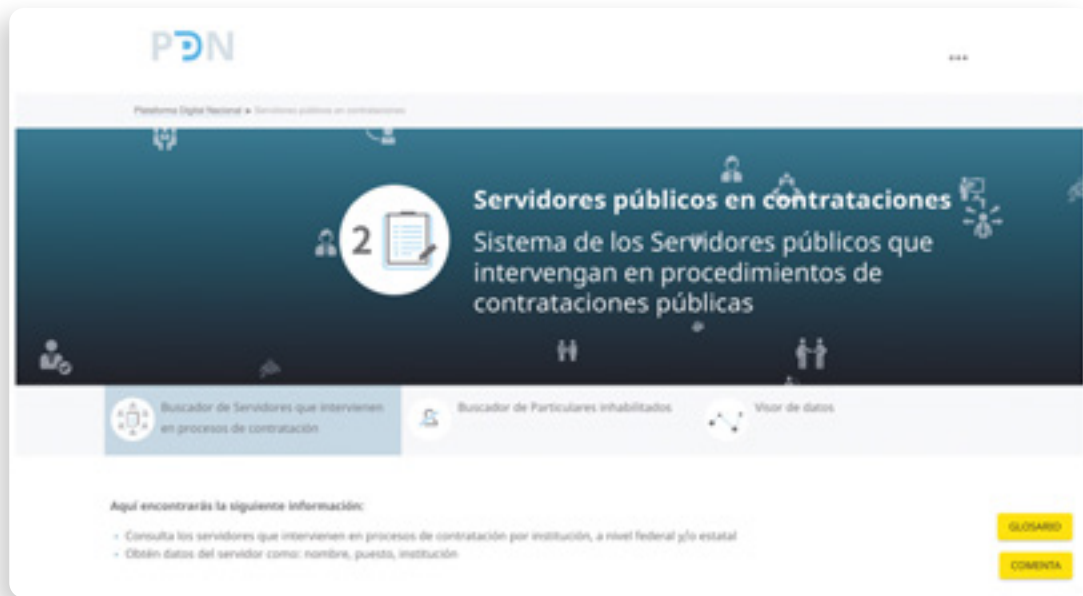 PDN
Plataforma Digital Nacional ▸ Servidores públicos en contrataciones
2
Servidores públicos en contrataciones
Sistema de los Servidores públicos que
intervengan en procedimientos de
contrataciones públicas
Buscador de Servidores que intervienen
en procesos de contratación
Buscador de Particulares inhabilitados
Visor de datos
Aquí encontrarás la siguiente información:
• Consulta los servidores que intervienen en procesos de contratación por institución, a nivel federal y/o estatal
• Obtén datos del servidor como: nombre, puesto, institución
GLOSARIO
COMENTA